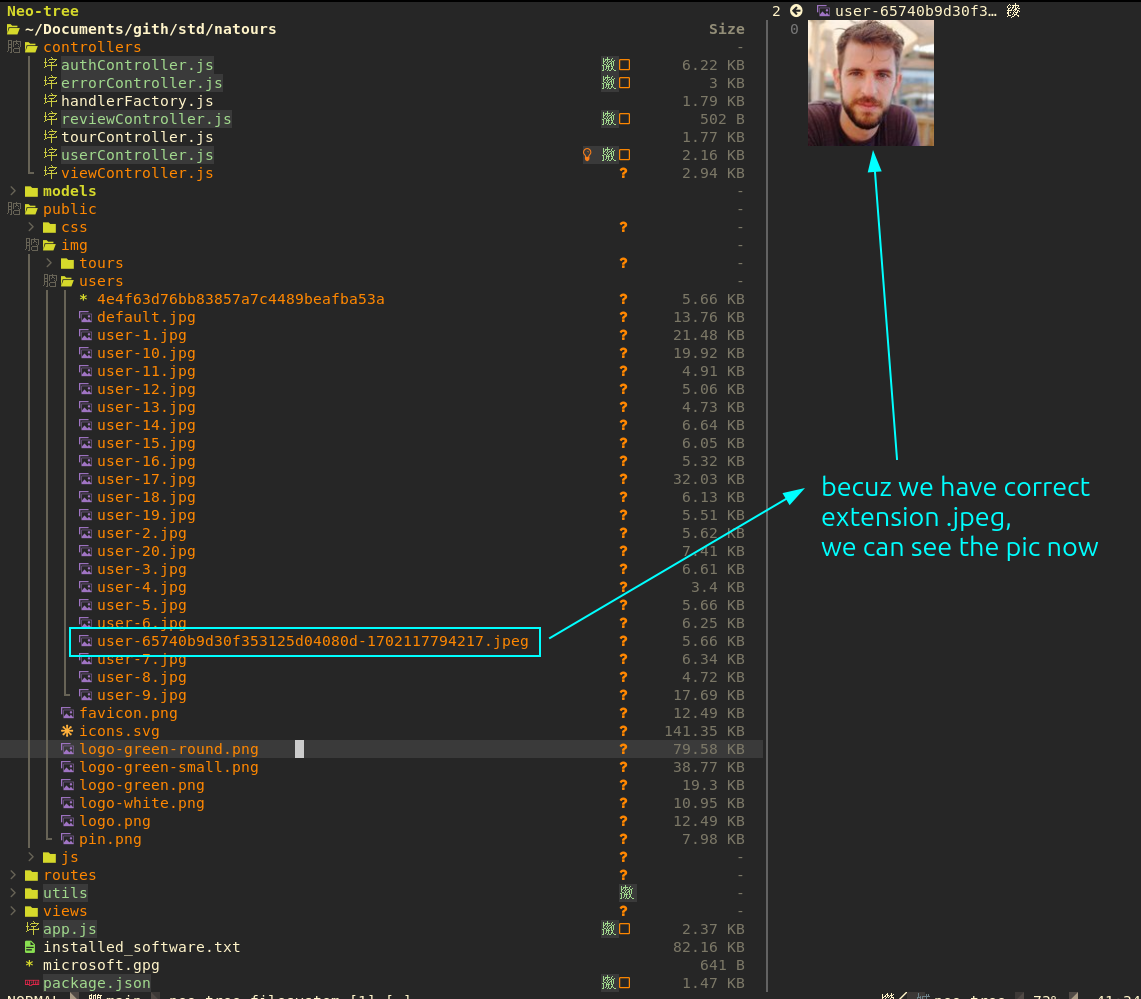 Neo-tree
2 user-65740b9d30f3…
~/Documents/gith/std/natours Size
0
controllers -
authController.js 6.22 KB
errorController.js 3 KB
handlerFactory.js 1.79 KB
reviewController.js 502 B
tourController.js 1.77 KB
userController.js 2.16 KB
viewController.js ? 2.94 KB
models -
public -
css ? -
img -
tours ? -
users -
* 4e4f63d76bb83857a7c4489beafba53a ? 5.66 KB
default.jpg ? 13.76 KB
user-1.jpg ? 21.48 KB
user-10.jpg ? 19.92 KB
user-11.jpg ? 4.91 KB
user-12.jpg ? 5.06 KB
user-13.jpg ? 4.73 KB
user-14.jpg ? 6.64 KB
user-15.jpg ? 6.05 KB
user-16.jpg ? 5.32 KB
user-17.jpg ? 32.03 KB
user-18.jpg ? 6.13 KB
user-19.jpg ? 5.51 KB
user-2.jpg ? 5.62 KB
user-20.jpg ? 7.41 KB
user-3.jpg ? 6.61 KB
user-4.jpg ? 3.4 KB
user-5.jpg ? 5.66 KB
user-6.jpg ? 6.25 KB
user-65740b9d30f353125d04080d-1702117794217.jpeg ? 5.66 KB
user-7.jpg ? 6.34 KB
user-8.jpg ? 4.72 KB
user-9.jpg ? 17.69 KB
favicon.png ? 12.49 KB
icons.svg ? 141.35 KB
logo-green-round.png ? 79.58 KB
logo-green-small.png ? 38.77 KB
logo-green.png ? 19.3 KB
logo-white.png ? 10.95 KB
logo.png ? 12.49 KB
pin.png ? 7.98 KB
js ? -
routes ? -
utils -
views ? -
app.js 2.37 KB
installed_software.txt 82.16 KB
* microsoft.gpg 641 B
package.json 1.47 KB
becuz we have correct
extension .jpeg,
we can see the pic now